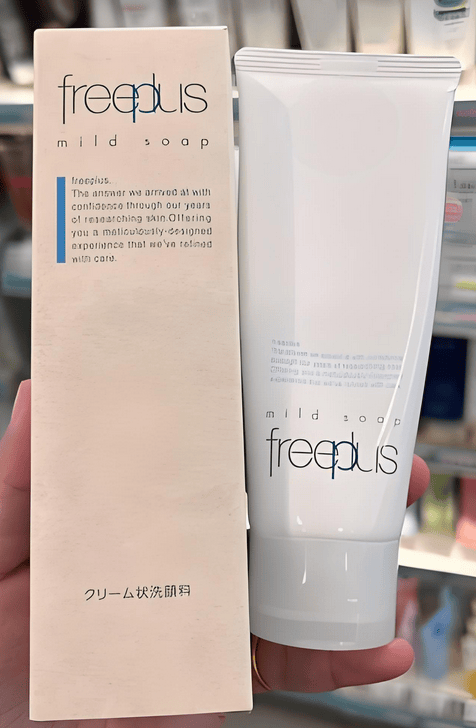 freeplus
mild soap
freeplus.
The answer we arrived at with
confidence through our years
of researching skin.Offering
you a meticulously-designed
experience that we've refined
with care.
クリーム状洗顔料
mild soap
freeplus